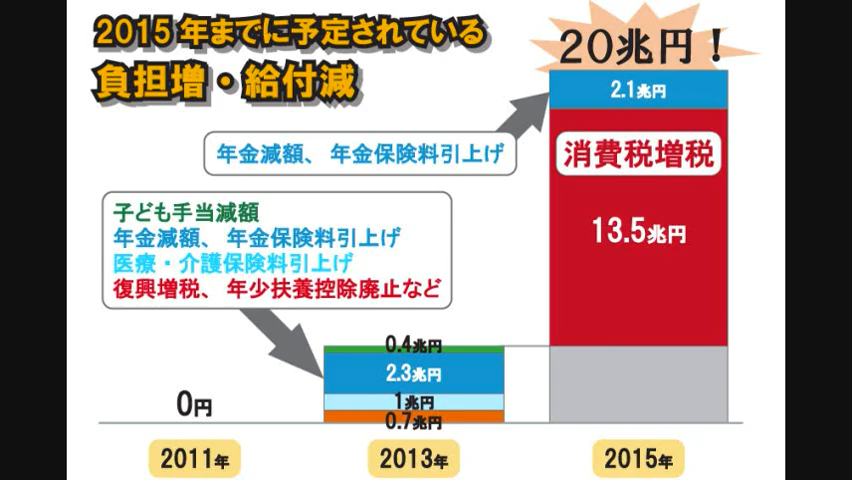 2015年までに予定されている
負担増・給付減
20兆円!
2.1兆円
年金減額、年金保険料引上げ
消費税増税
13.5兆円
子ども手当減額
年金減額、年金保険料引上げ
医療・介護保険料引上げ
復興増税、年少扶養控除廃止など
0.4兆円
2.3兆円
1兆円
0.7兆円
0円
2011年
2013年
2015年